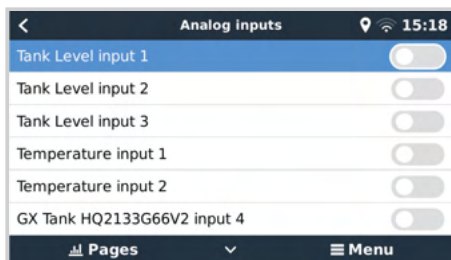 Analog inputs 15:18
Tank Level input 1
Tank Level input 2
Tank Level input 3
Temperature input 1
Temperature input 2
GX Tank HQ2133G66V2 input 4
Pages Menu